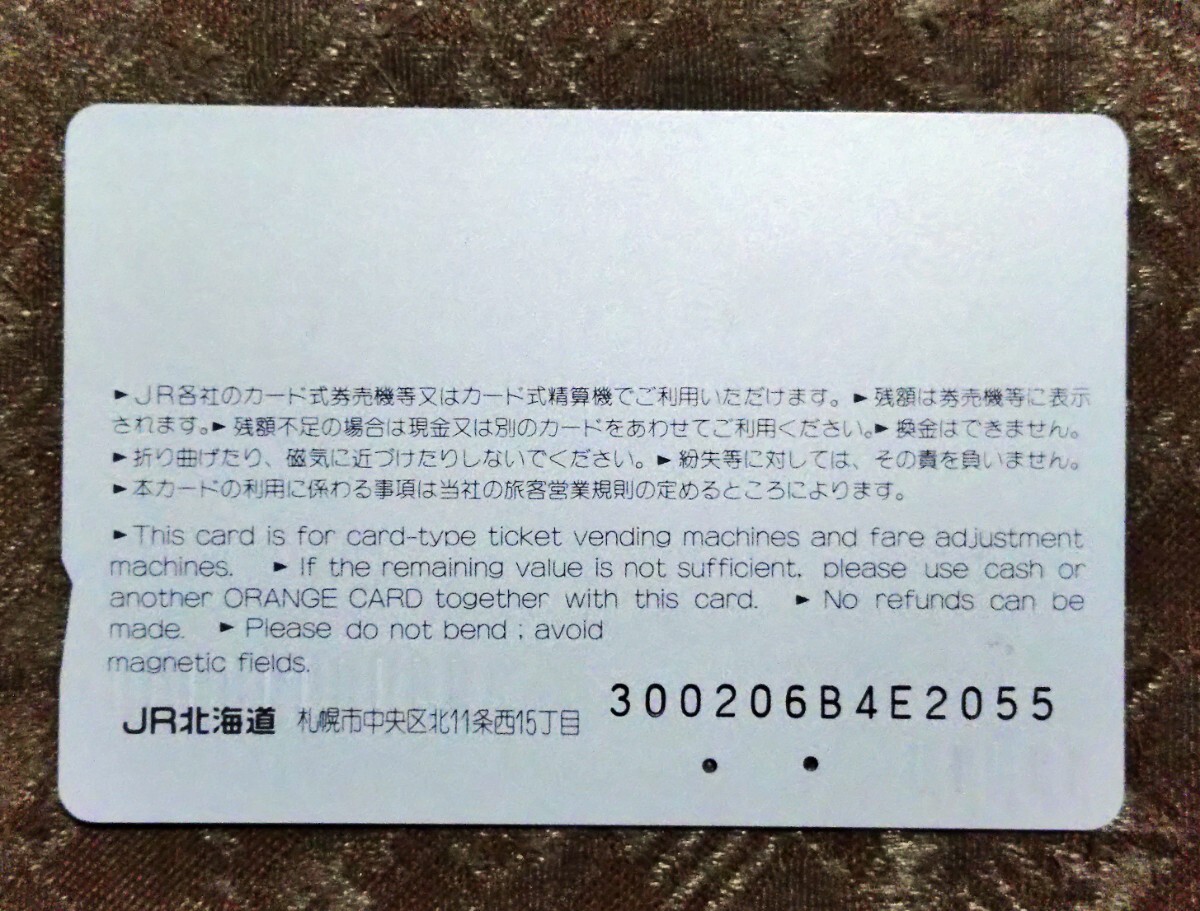 ►JR各社のカード式券売機等又はカード式精算機でご利用いただけます。►残額は券売機等に表示
されます。►残額不足の場合は現金又は別のカードをあわせてご利用ください。►換金はできません。
►折り曲げたり、磁気に近づけたりしないでください。►紛失等に対しては、その責を負いません。
►本カードの利用に係わる事項は当社の旅客営業規則の定めるところによります。
►This card is for card-type ticket vending machines and fare adjustment
machines. ►If the remaining value is not sufficient, please use cash or
another ORANGE CARD together with this card. ►No refunds can be
made. ►Please do not bend; avoid
magnetic fields.
300206B4E2055
JR北海道 札幌市中央区北11条西15丁目